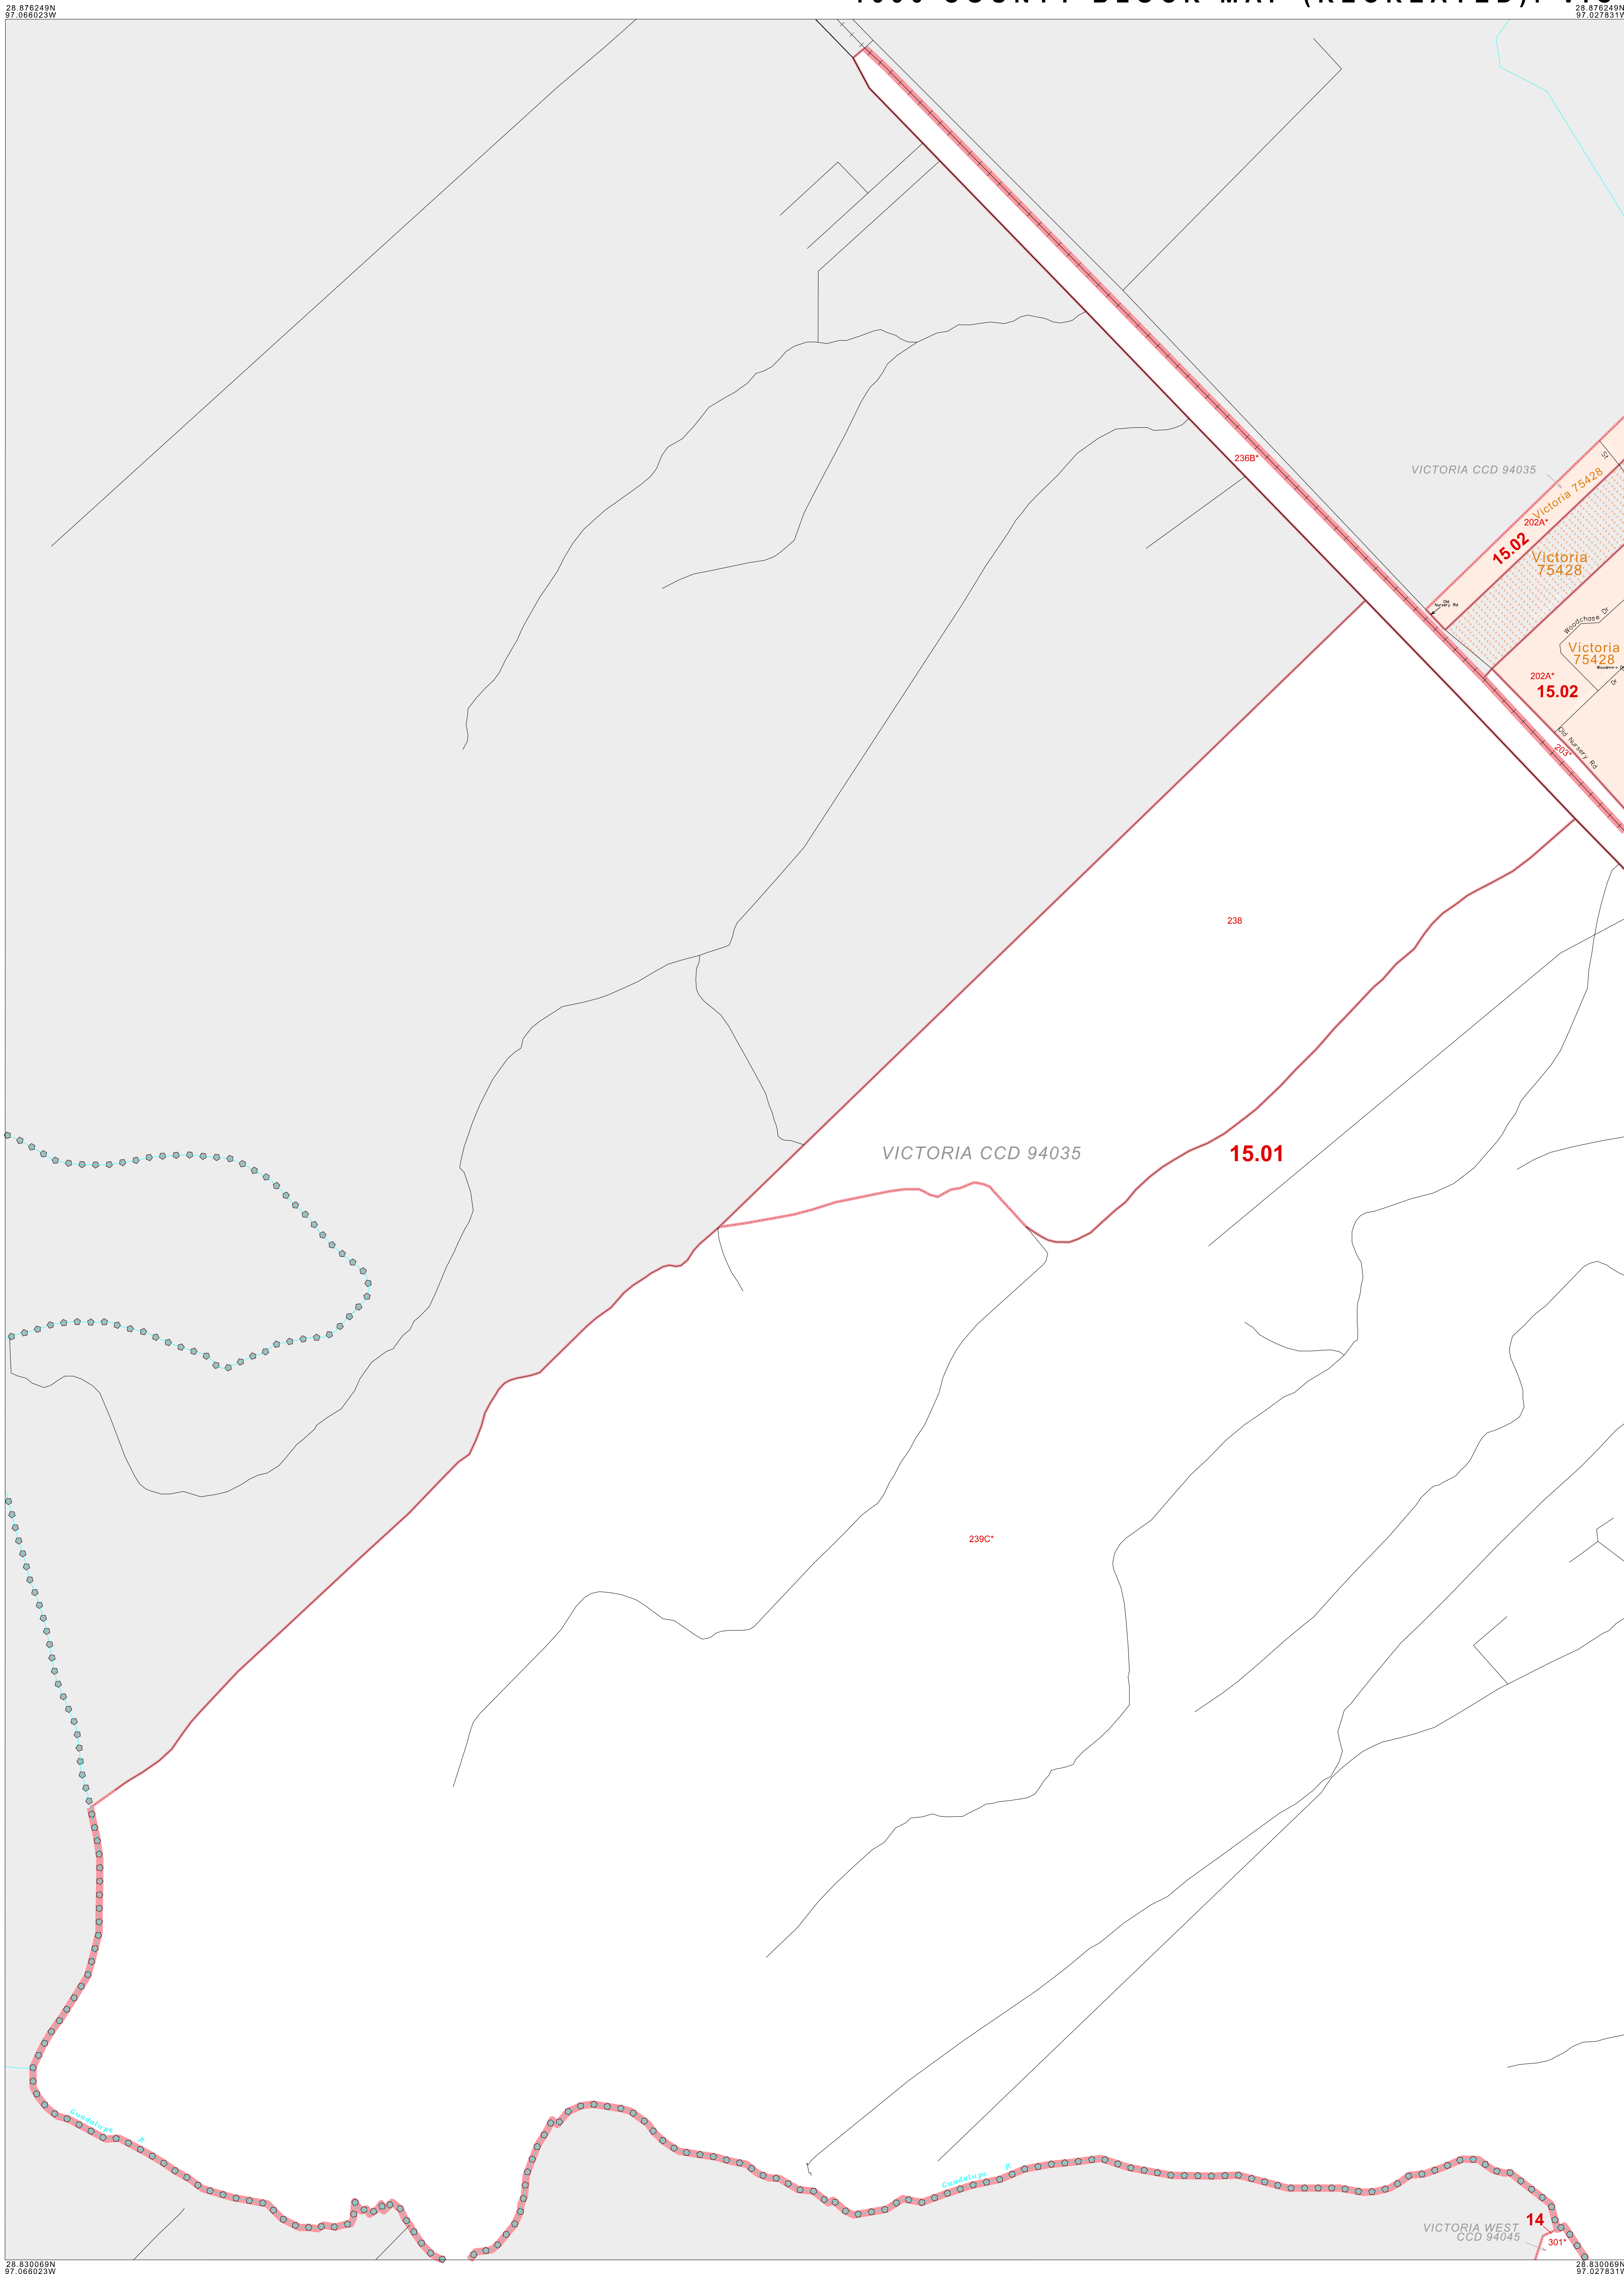 28.876249N
97.066023W
28.876249N
97.027831W
236B*
VICTORIA CCD 94035
St
Victoria 75428
202A*
15.02
Victoria
75428
Old
Nursery Rd
Woodchase Dr
Victoria
75428
Dr
202A*
15.02
Old Nursery Rd
203*
238
VICTORIA CCD 94035
15.01
239C*
Guadalupe R
Guadalupe R
14
VICTORIA WEST
CCD 94045
301*
28.830069N
97.066023W
28.830069N
97.027831W